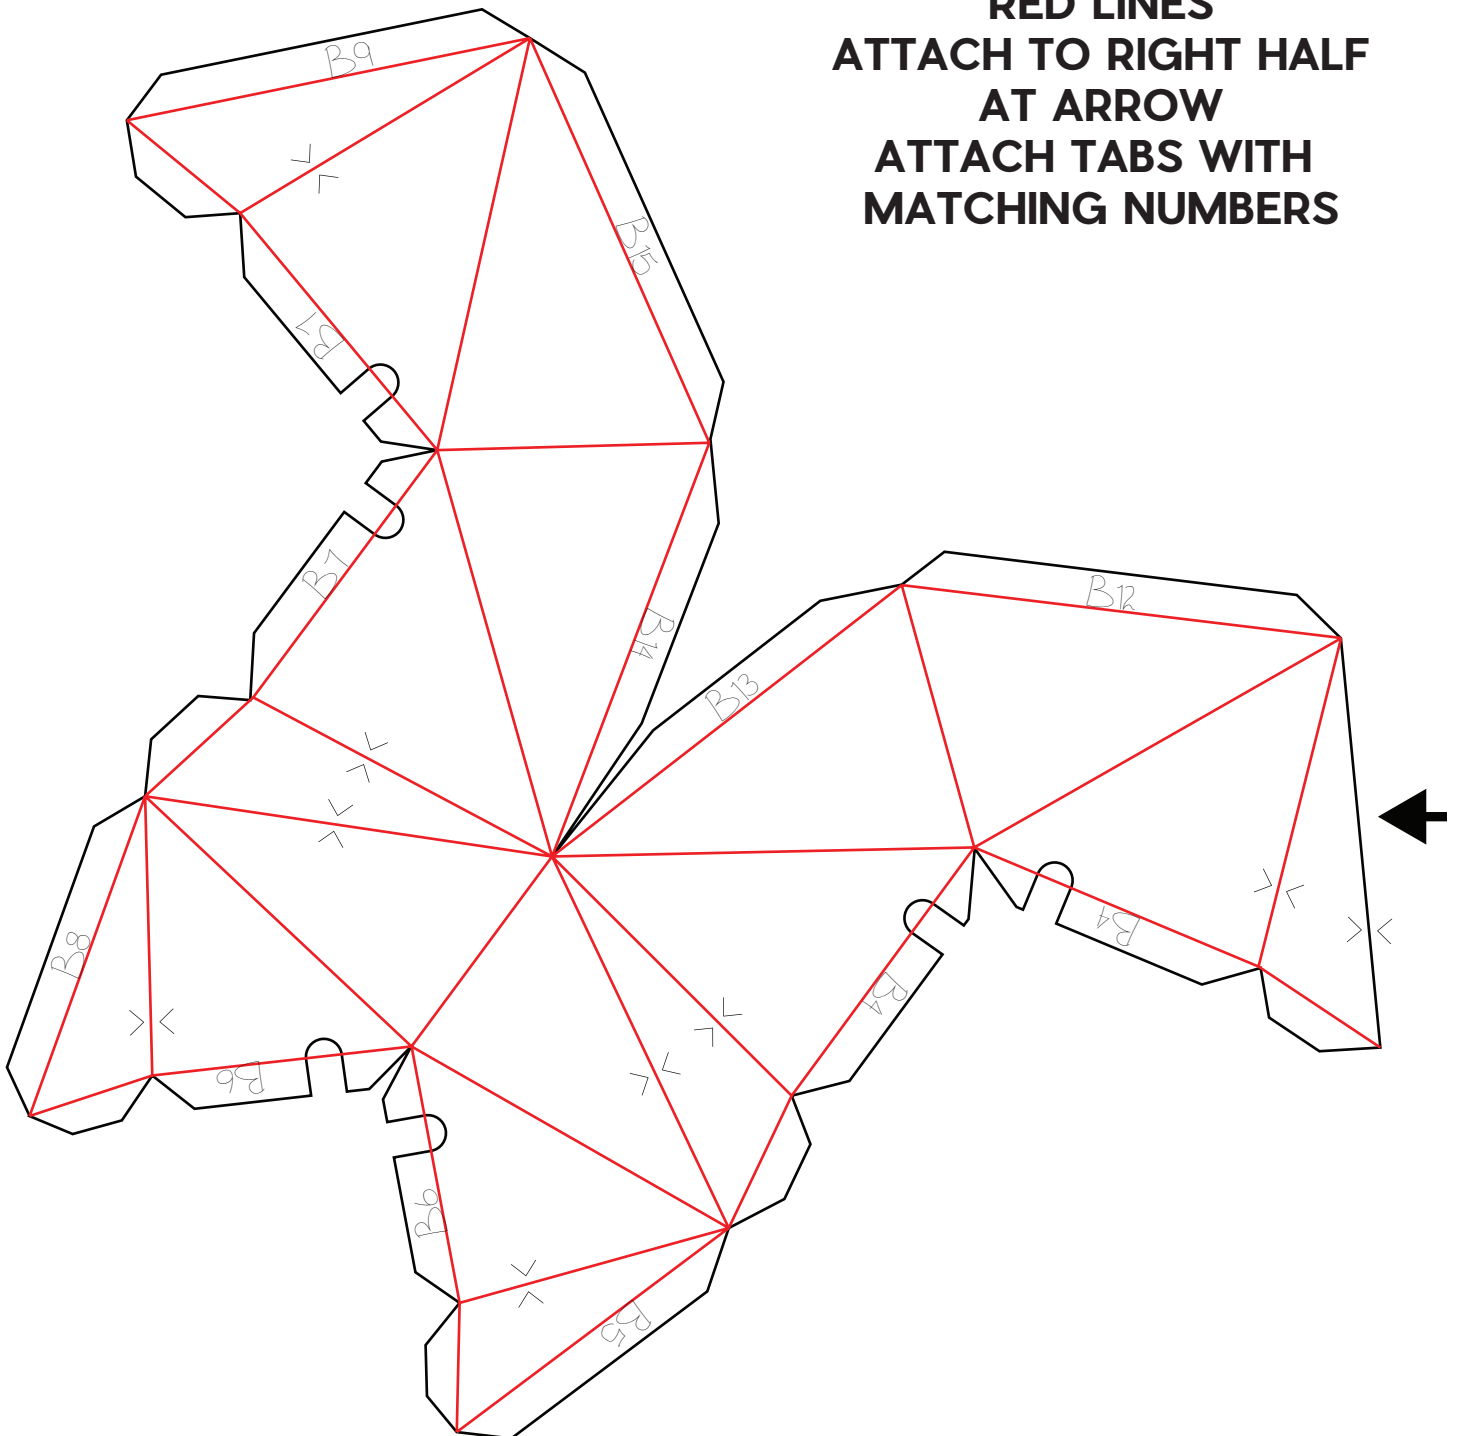 RED LINES
ATTACH TO RIGHT HALF
AT ARROW
ATTACH TABS WITH
MATCHING NUMBERS
B9
B15
B7
B7
B14
B13
B12
B8
B4
B4
B6
B6
B5